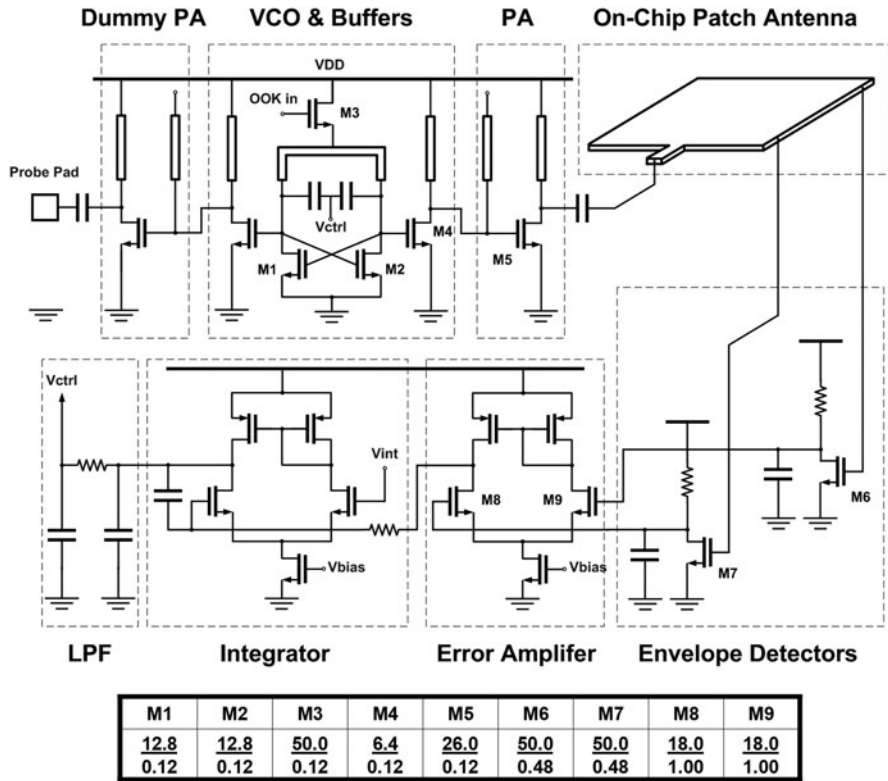 Dummy PA VCO & Buffers PA On-Chip Patch Antenna
VDD
OOK in
M3
Probe Pad
Vctrl
M4
M1 M2 M5
Vctrl
Vint
M8 M9 M6
M7
Vbias Vbias
LPF Integrator Error Amplifer Envelope Detectors
M1 M2 M3 M4 M5 M6 M7 M8 M9
12.8 12.8 50.0 6.4 26.0 50.0 50.0 18.0 18.0
0.12 0.12 0.12 0.12 0.12 0.48 0.48 1.00 1.00